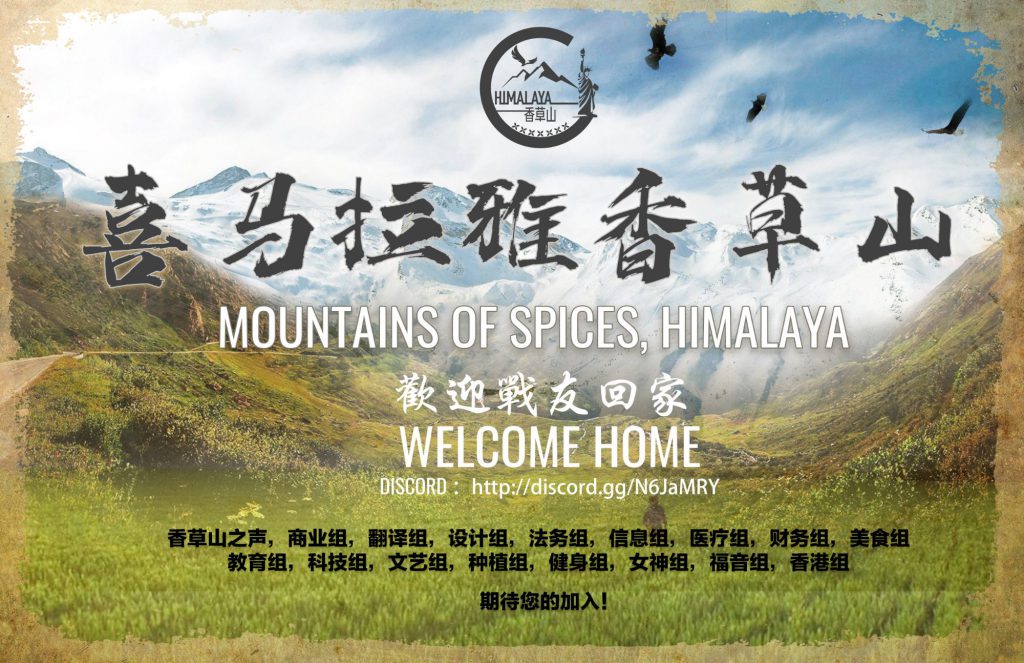 HIMALAYA
香草山
喜马拉雅香草山
MOUNTAINS OF SPICES, HIMALAYA
歡迎戰友回家
WELCOME HOME
DISCORD： http://discord.gg/N6JaMRY
香草山之声，商业组，翻译组，设计组，法务组，信息组，医疗组，财务组，美食组
教育组，科技组，文艺组，种植组，健身组，女神组，福音组，香港组
期待您的加入！